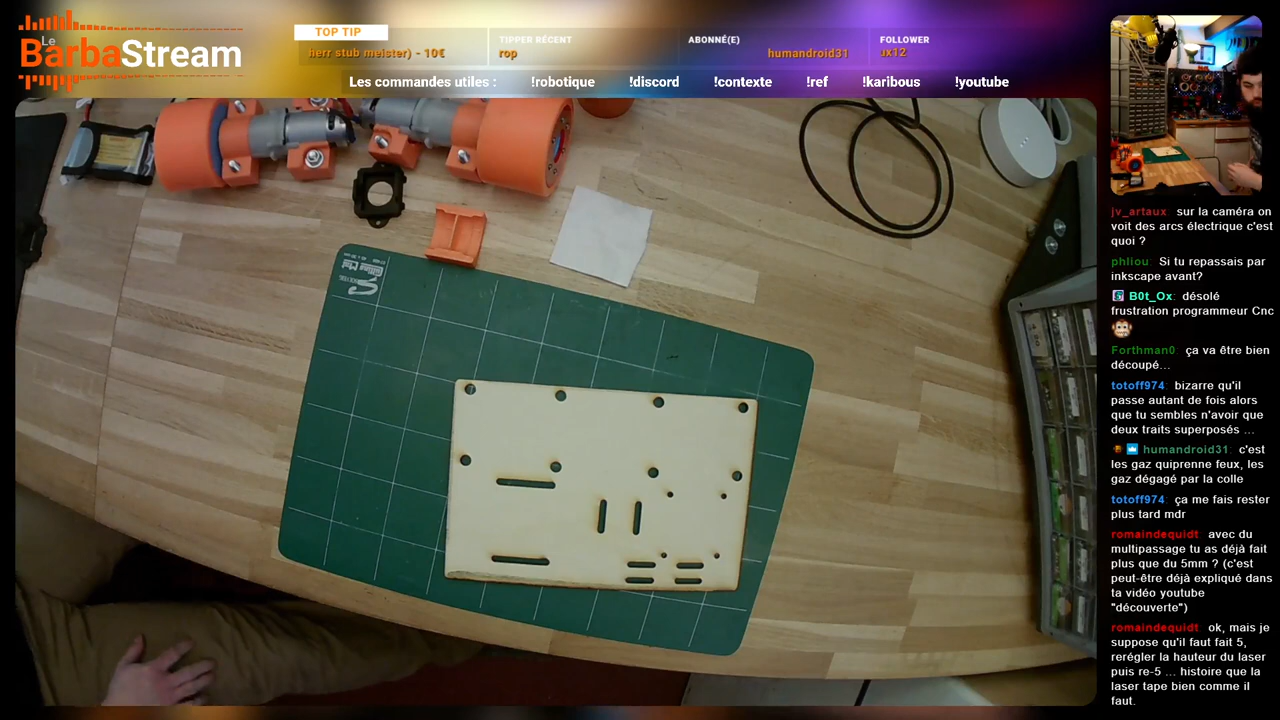 Le
BarbaStream
TOP TIP
herr stub meister) - 10€
TIPPER RÉCENT
rop
ABONNÉ(E)
humandroid31
FOLLOWER
ux12
Les commandes utiles : !robotique !discord !contexte !ref !karibous !youtube
jv_artaux: sur la caméra on
voit des arcs électrique c'est
quoi ?
phliou: Si tu repassais par
inkscape avant?
B0t_Ox: désolé
frustration programmeur Cnc
Forthman0: ça va être bien
découpé...
totoff974: bizarre qu'il
passe autant de fois alors
que tu sembles n'avoir que
deux traits superposés ...
humandroid31: c'est
les gaz quiprenne feux, les
gaz dégagé par la colle
totoff974: ça me fais rester
plus tard mdr
romaindequidt: avec du
multipassage tu as déjà fait
plus que du 5mm ? (c'est
peut-être déjà expliqué dans
ta vidéo youtube
"découverte")
romaindequidt: ok, mais je
suppose qu'il faut fait 5,
rerégler la hauteur du laser
puis re-5 ... histoire que la
laser tape bien comme il
faut.